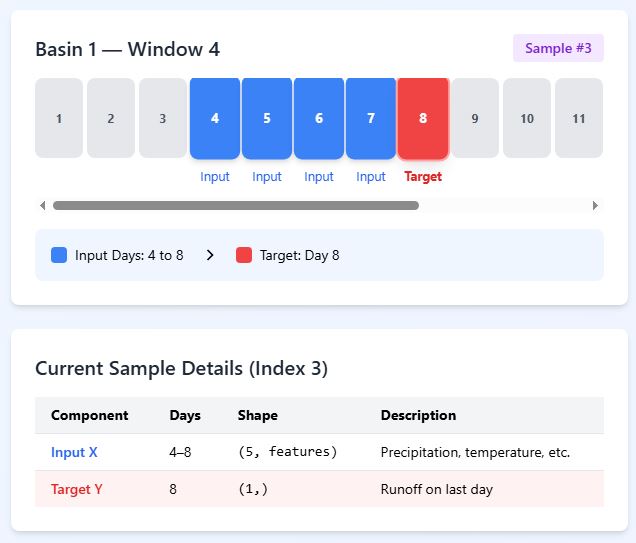 Basin 1 — Window 4
Sample #3
1 2 3 4 5 6 7 8 9 10 11
Input Input Input Input Target
Input Days: 4 to 8 > Target: Day 8
Current Sample Details (Index 3)
Component Days Shape Description
Input X 4–8 (5, features) Precipitation, temperature, etc.
Target Y 8 (1,) Runoff on last day